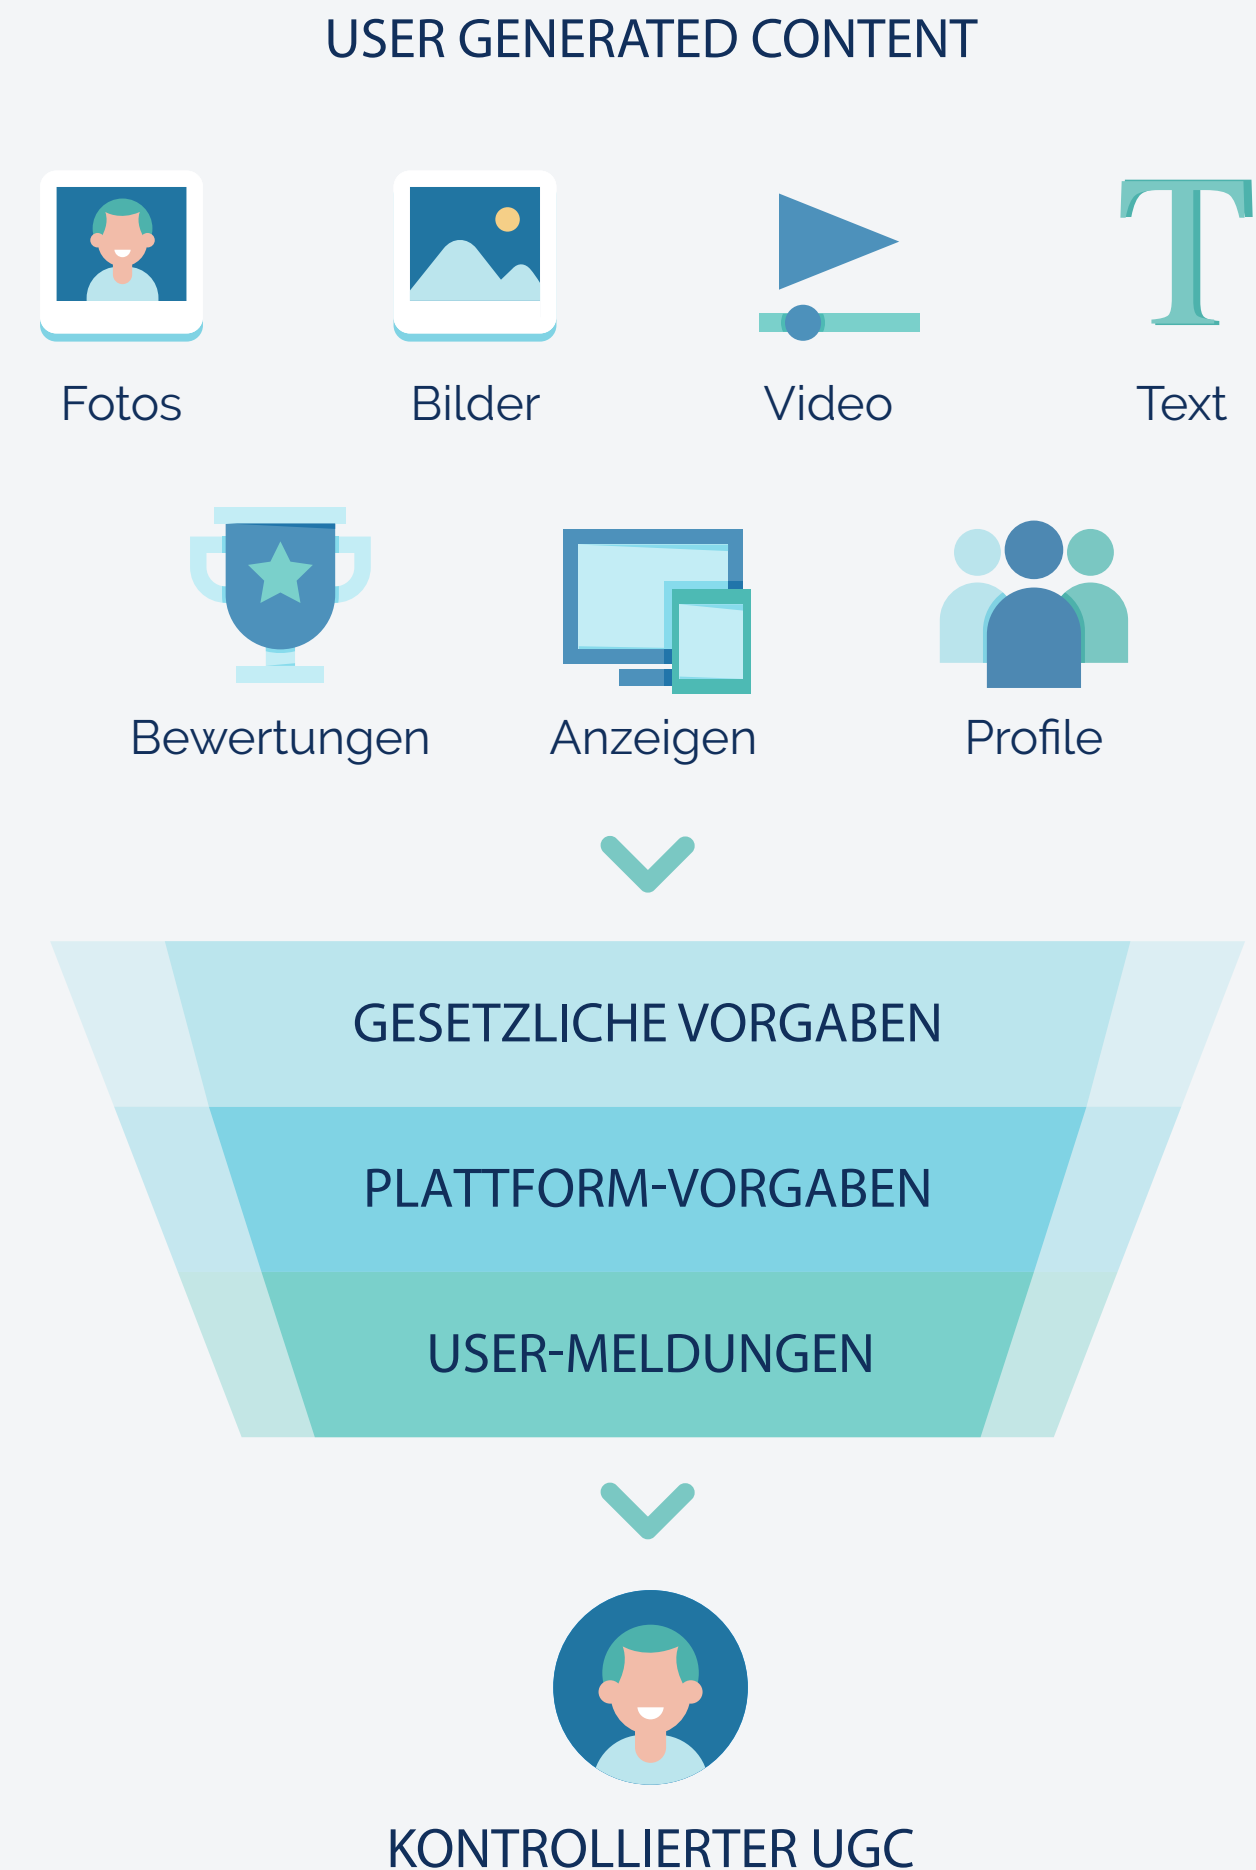 USER GENERATED CONTENT
Fotos
Bilder
Video
Text
Bewertungen
Anzeigen
Profile
GESETZLICHE VORGABEN
PLATTFORM-VORGABEN
USER-MELDUNGEN
KONTROLLIERTER UGC